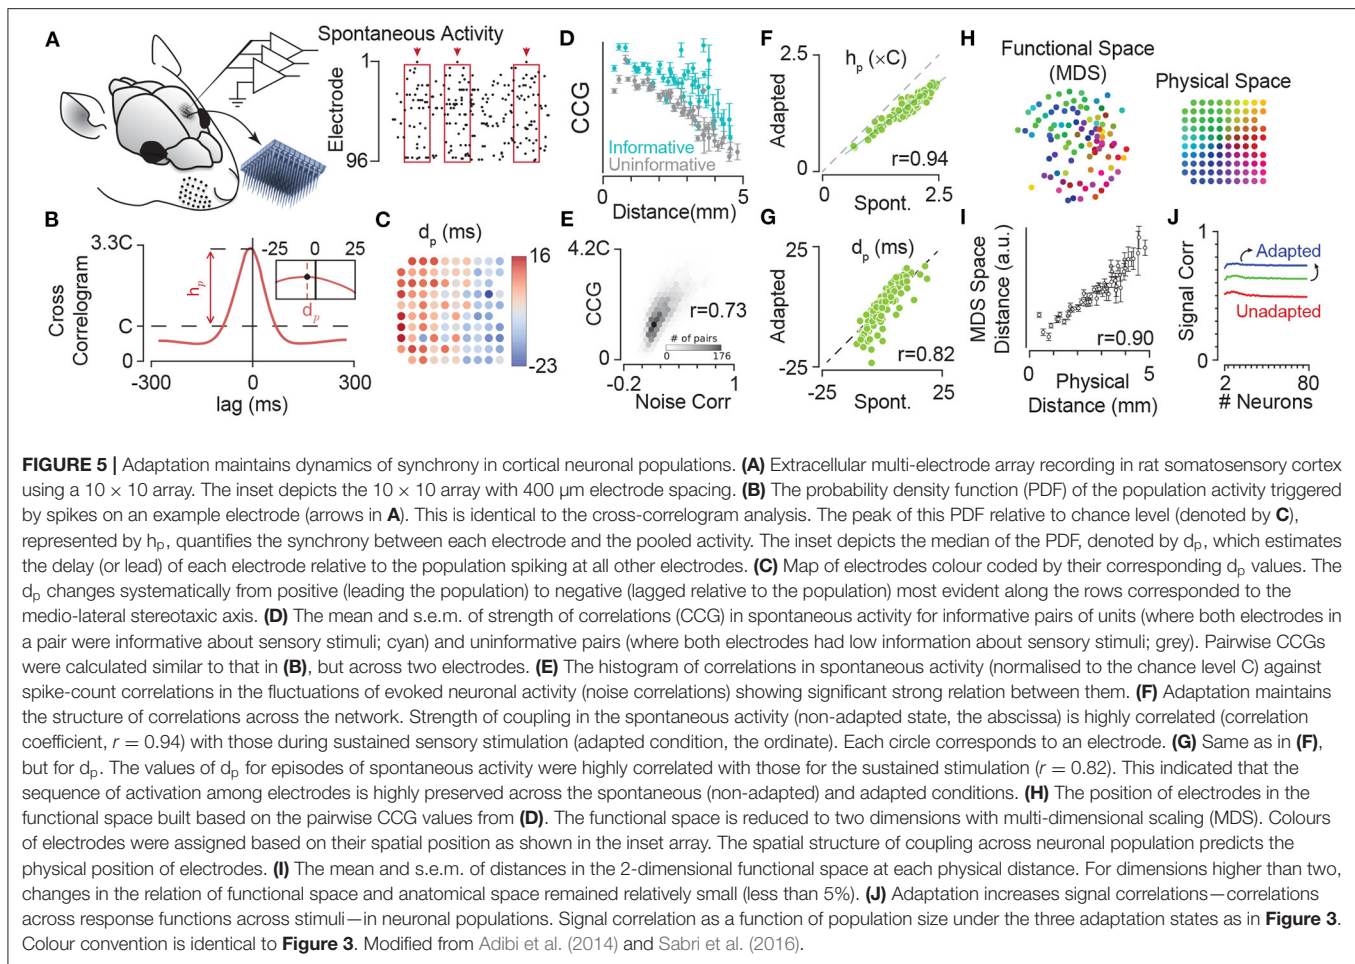 A
Spontaneous Activity
Electrode
1
96
B
3.3C
C
0
Cross
Correlogram
h_p
-25 0 25
d_p
-300 0 300
lag (ms)
C
d_p (ms)
16
-23
D
CCG
Informative
Uninformative
0 5
Distance(mm)
E
4.2C
CCG
0
r=0.73
# of pairs
0 176
-0.2 1
Noise Corr
F
2.5
h_p (×C)
Adapted
0
r=0.94
0 2.5
Spont.
G
25
d_p (ms)
Adapted
-25
r=0.82
-25 25
Spont.
H
Functional Space
(MDS)
Physical Space
I
MDS Space
Distance (a.u.)
r=0.90
0 5
Physical
Distance (mm)
J
1
Signal Corr
0
Adapted
Unadapted
2 80
# Neurons
FIGURE 5 | Adaptation maintains dynamics of synchrony in cortical neuronal populations. (A) Extracellular multi-electrode array recording in rat somatosensory cortex
using a 10 × 10 array. The inset depicts the 10 × 10 array with 400 μm electrode spacing. (B) The probability density function (PDF) of the population activity triggered
by spikes on an example electrode (arrows in A). This is identical to the cross-correlogram analysis. The peak of this PDF relative to chance level (denoted by C),
represented by h_p, quantifies the synchrony between each electrode and the pooled activity. The inset depicts the median of the PDF, denoted by d_p, which estimates
the delay (or lead) of each electrode relative to the population spiking at all other electrodes. (C) Map of electrodes colour coded by their corresponding d_p values. The
d_p changes systematically from positive (leading the population) to negative (lagged relative to the population) most evident along the rows corresponded to the
medio-lateral stereotaxic axis. (D) The mean and s.e.m. of strength of correlations (CCG) in spontaneous activity for informative pairs of units (where both electrodes in
a pair were informative about sensory stimuli; cyan) and uninformative pairs (where both electrodes had low information about sensory stimuli; grey). Pairwise CCGs
were calculated similar to that in (B), but across two electrodes. (E) The histogram of correlations in spontaneous activity (normalised to the chance level C) against
spike-count correlations in the fluctuations of evoked neuronal activity (noise correlations) showing significant strong relation between them. (F) Adaptation maintains
the structure of correlations across the network. Strength of coupling in the spontaneous activity (non-adapted state, the abscissa) is highly correlated (correlation
coefficient, r = 0.94) with those during sustained sensory stimulation (adapted condition, the ordinate). Each circle corresponds to an electrode. (G) Same as in (F),
but for d_p. The values of d_p for episodes of spontaneous activity were highly correlated with those for the sustained stimulation (r = 0.82). This indicated that the
sequence of activation among electrodes is highly preserved across the spontaneous (non-adapted) and adapted conditions. (H) The position of electrodes in the
functional space built based on the pairwise CCG values from (D). The functional space is reduced to two dimensions with multi-dimensional scaling (MDS). Colours
of electrodes were assigned based on their spatial position as shown in the inset array. The spatial structure of coupling across neuronal population predicts the
physical position of electrodes. (I) The mean and s.e.m. of distances in the 2-dimensional functional space at each physical distance. For dimensions higher than two,
changes in the relation of functional space and anatomical space remained relatively small (less than 5%). (J) Adaptation increases signal correlations—correlations
across response functions across stimuli—in neuronal populations. Signal correlation as a function of population size under the three adaptation states as in Figure 3.
Colour convention is identical to Figure 3. Modified from Adibi et al. (2014) and Sabri et al. (2016).